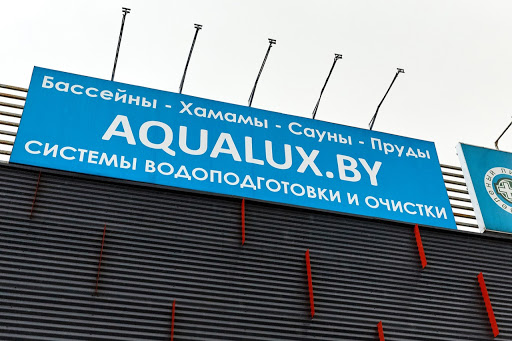 Бассейны - Хамамы - Сауны - Пруды
AQUALUX.BY
СИСТЕМЫ ВОДОПОДГОТОВКИ И ОЧИСТКИ